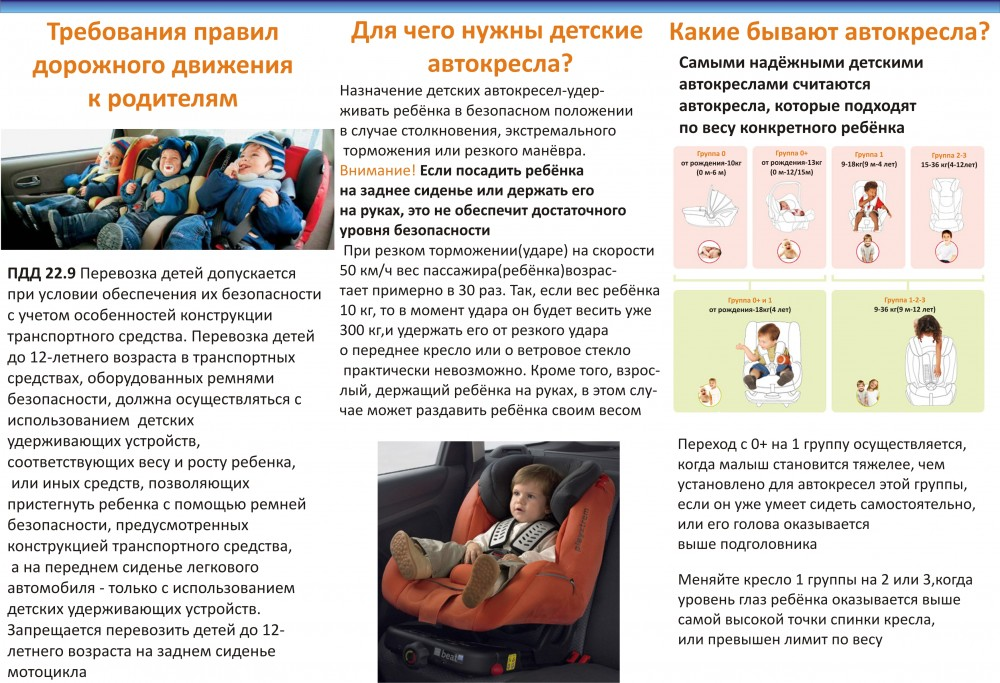 Требования правил
дорожного движения
к родителям
ПДД 22.9 Перевозка детей допускается
при условии обеспечения их безопасности
с учетом особенностей конструкции
транспортного средства. Перевозка детей
до 12-летнего возраста в транспортных
средствах, оборудованных ремнями
безопасности, должна осуществляться с
использованием детских
удерживающих устройств,
соответствующих весу и росту ребенка,
или иных средств, позволяющих
пристегнуть ребенка с помощью ремней
безопасности, предусмотренных
конструкцией транспортного средства,
а на переднем сиденье легкового
автомобиля - только с использованием
детских удерживающих устройств.
Запрещается перевозить детей до 12-
летнего возраста на заднем сиденье
мотоцикла
Для чего нужны детские
автокресла?
Назначение детских автокресел-удер-
живать ребёнка в безопасном положении
в случае столкновения, экстремального
торможения или резкого манёвра.
Внимание! Если посадить ребёнка
на заднее сиденье или держать его
на руках, это не обеспечит достаточного
уровня безопасности
При резком торможении(ударе) на скорости
50 км/ч вес пассажира(ребёнка)возрас-
тает примерно в 30 раз. Так, если вес ребёнка
10 кг, то в момент удара он будет весить уже
300 кг,и удержать его от резкого удара
о переднее кресло или о ветровое стекло
практически невозможно. Кроме того, взрос-
лый, держащий ребёнка на руках, в этом слу-
чае может раздавить ребёнка своим весом
beat
Какие бывают автокресла?
Самыми надёжными детскими
автокреслами считаются
автокресла, которые подходят
по весу конкретного ребёнка
Группа 0
от рождения-10кг
(0 м-6 м)
Группа 0+
от рождения-13кг
(0 м-12/15м)
Группа 1
9-18кг(9 м-4 лет)
Группа 2-3
15-36 кг(4-12лет)
Группа 0+ и 1
от рождения-18кг(4 лет)
Группа 1-2-3
9-36 кг(9 м-12 лет)
Переход с 0+ на 1 группу осуществляется,
когда малыш становится тяжелее, чем
установлено для автокресел этой группы,
если он уже умеет сидеть самостоятельно,
или его голова оказывается
выше подголовника
Меняйте кресло 1 группы на 2 или 3,когда
уровень глаз ребёнка оказывается выше
самой высокой точки спинки кресла,
или превышен лимит по весу